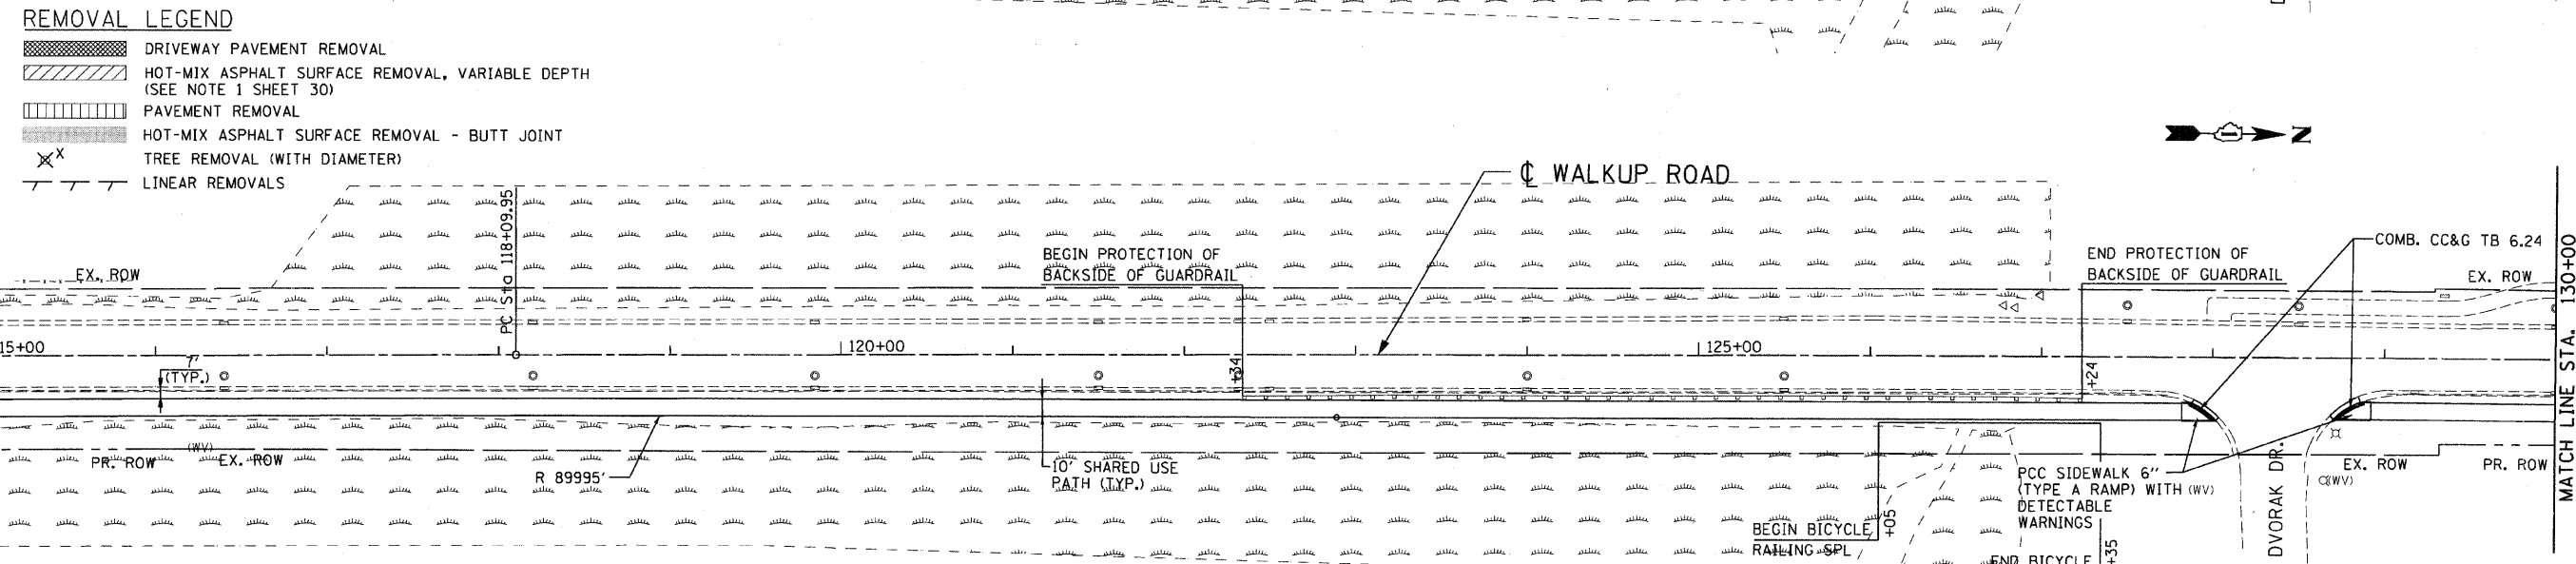 REMOVAL LEGEND
DRIVEWAY PAVEMENT REMOVAL
HOT-MIX ASPHALT SURFACE REMOVAL, VARIABLE DEPTH
(SEE NOTE 1 SHEET 30)
PAVEMENT REMOVAL
HOT-MIX ASPHALT SURFACE REMOVAL - BUTT JOINT
X
TREE REMOVAL (WITH DIAMETER)
LINEAR REMOVALS
N
℄ WALKUP ROAD
PC Sta 118+09.95
BEGIN PROTECTION OF
BACKSIDE OF GUARDRAIL
END PROTECTION OF
BACKSIDE OF GUARDRAIL
COMB. CC&G TB 6.24
EX. ROW
EX. ROW
MATCH LINE STA. 130+00
15+00
120+00
125+00
7'
(TYP.)
+34
+24
(WV)
PR. ROW
EX. ROW
R 89995'
10' SHARED USE
PATH (TYP.)
BEGIN BICYCLE
RAILING SPL
+05
PCC SIDEWALK 6"
(TYPE A RAMP) WITH (WV)
DETECTABLE
WARNINGS
END BICYCLE
+35
DVORAK DR.
EX. ROW
PR. ROW
(WV)